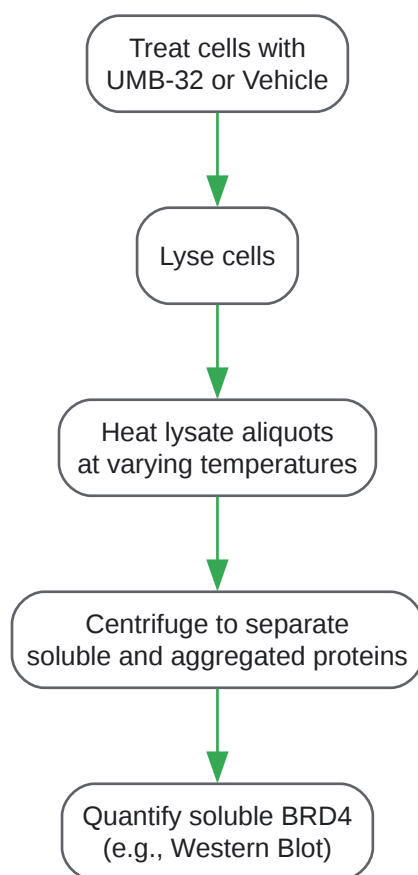 Treat cells with
UMB-32 or Vehicle
Lyse cells
Heat lysate aliquots
at varying temperatures
Centrifuge to separate
soluble and aggregated proteins
Quantify soluble BRD4
(e.g., Western Blot)